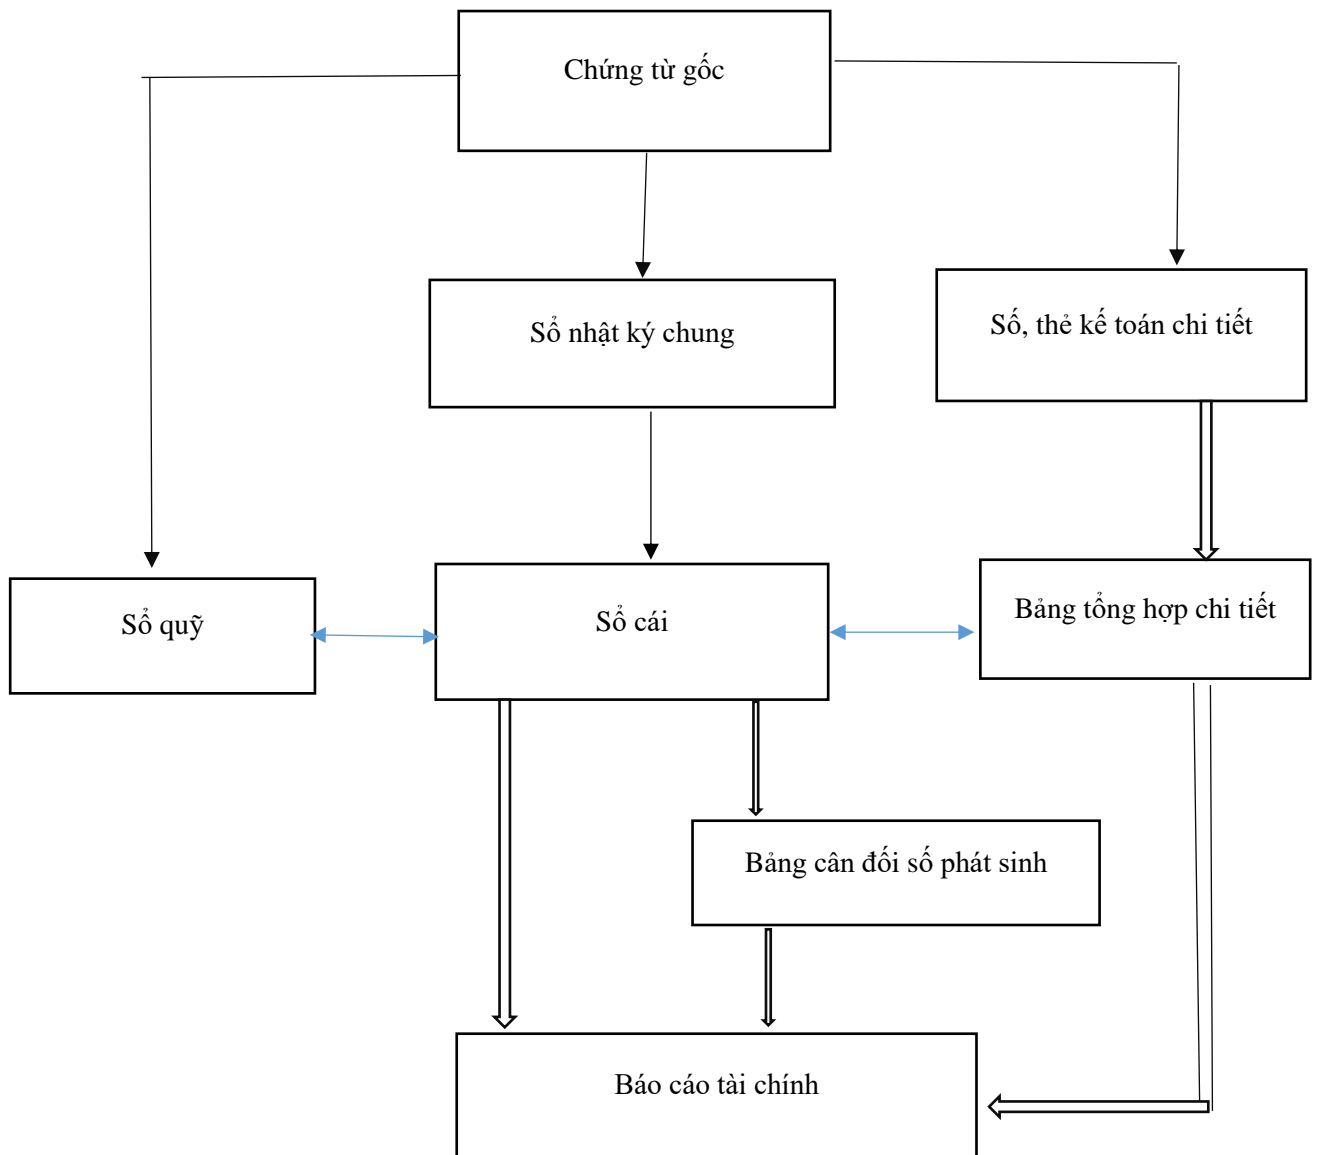 Chứng từ gốc
Sổ nhật ký chung
Số, thẻ kế toán chi tiết
Sổ quỹ
Sổ cái
Bảng tổng hợp chi tiết
Bảng cân đối số phát sinh
Báo cáo tài chính